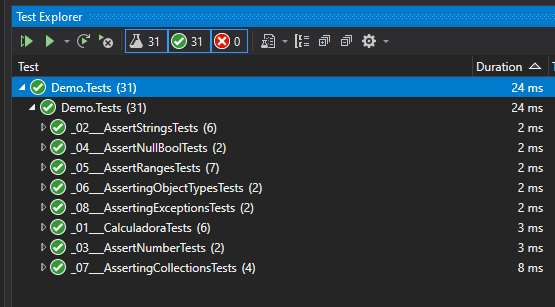 Test Explorer
31 31 0
Test Duration
Demo.Tests (31) 24 ms
Demo.Tests (31) 24 ms
_02___AssertStringsTests (6) 2 ms
_04___AssertNullBoolTests (2) 2 ms
_05___AssertRangesTests (7) 2 ms
_06___AssertingObjectTypesTests (2) 2 ms
_08___AssertingExceptionsTests (2) 2 ms
_01___CalculadoraTests (6) 3 ms
_03___AssertNumberTests (2) 3 ms
_07___AssertingCollectionsTests (4) 8 ms